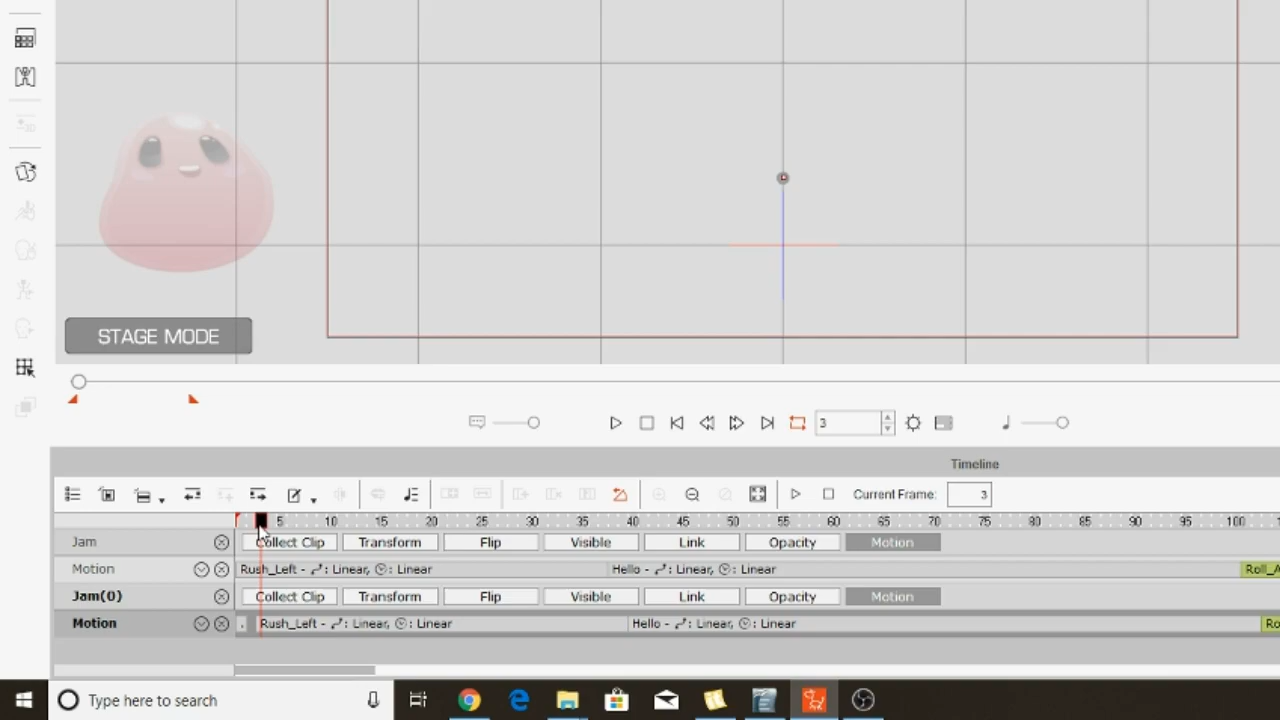 STAGE MODE
3
Timeline
Current Frame: 3
5 10 15 20 25 30 35 40 45 50 55 60 65 70 75 80 85 90 95 100
Jam Collect Clip Transform Flip Visible Link Opacity Motion
Motion Rush_Left - : Linear, : Linear Hello - : Linear, : Linear Roll_A
Jam(0) Collect Clip Transform Flip Visible Link Opacity Motion
Motion Rush_Left - : Linear, : Linear Hello - : Linear, : Linear Ro
Type here to search